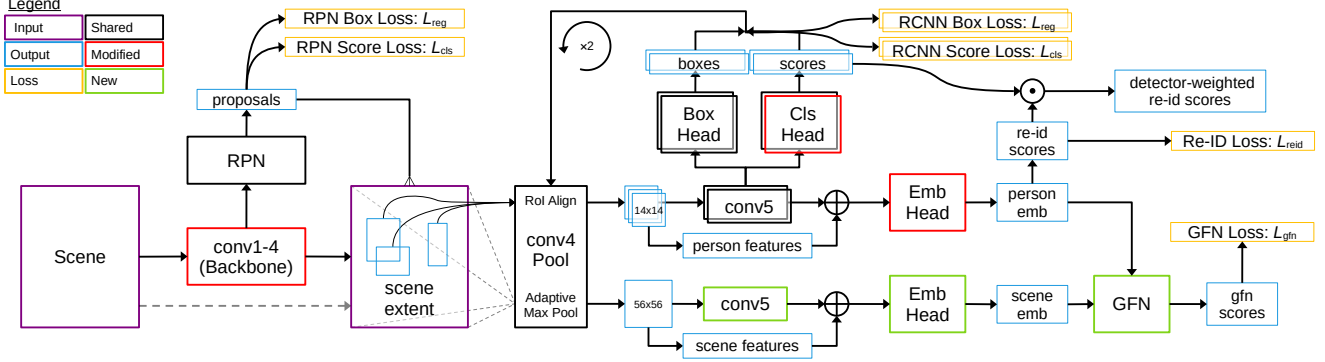 Legend
Input
Shared
Output
Modified
Loss
New
RPN Box Loss: Lreg
RPN Score Loss: Lcls
proposals
RPN
Scene
conv1-4
(Backbone)
scene
extent
×2
RoI Align
conv4
Pool
Adaptive
Max Pool
14x14
conv5
person features
56x56
conv5
scene features
boxes
scores
Box
Head
Cls
Head
RCNN Box Loss: Lreg
RCNN Score Loss: Lcls
detector-weighted
re-id scores
re-id
scores
Re-ID Loss: Lreid
Emb
Head
person
emb
Emb
Head
scene
emb
GFN
GFN Loss: Lgfn
gfn
scores